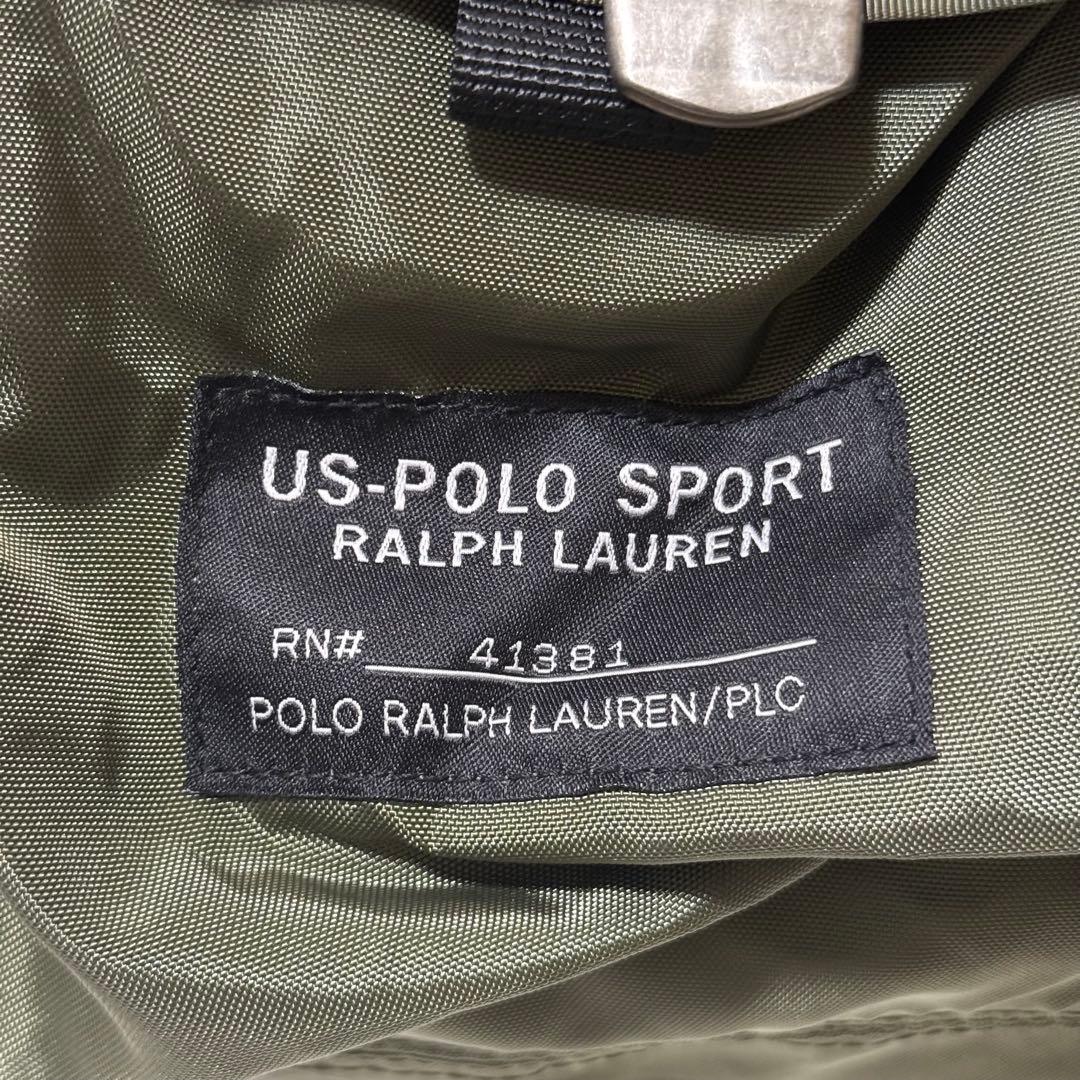 US-POLO SPORT
RALPH LAUREN
RN# 41381
POLO RALPH LAUREN/PLC